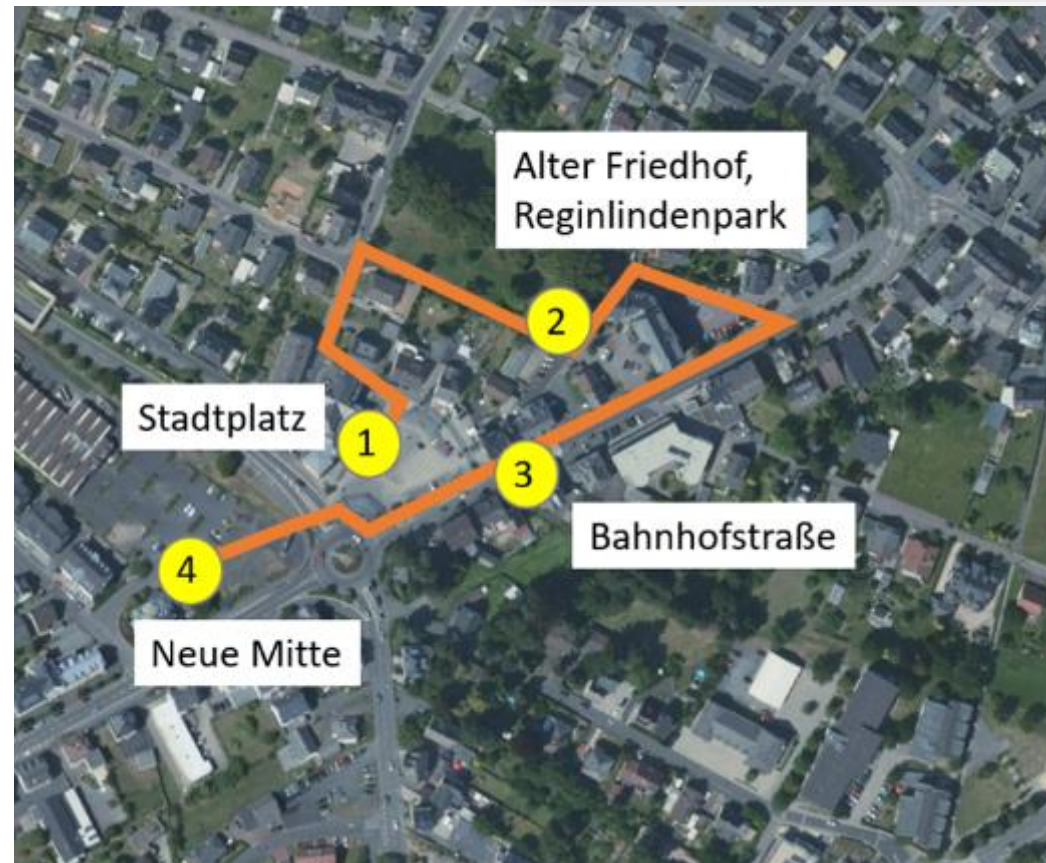 Alter Friedhof,
Reginlindenpark
2
Stadtplatz
1
3
Bahnhofstraße
4
Neue Mitte